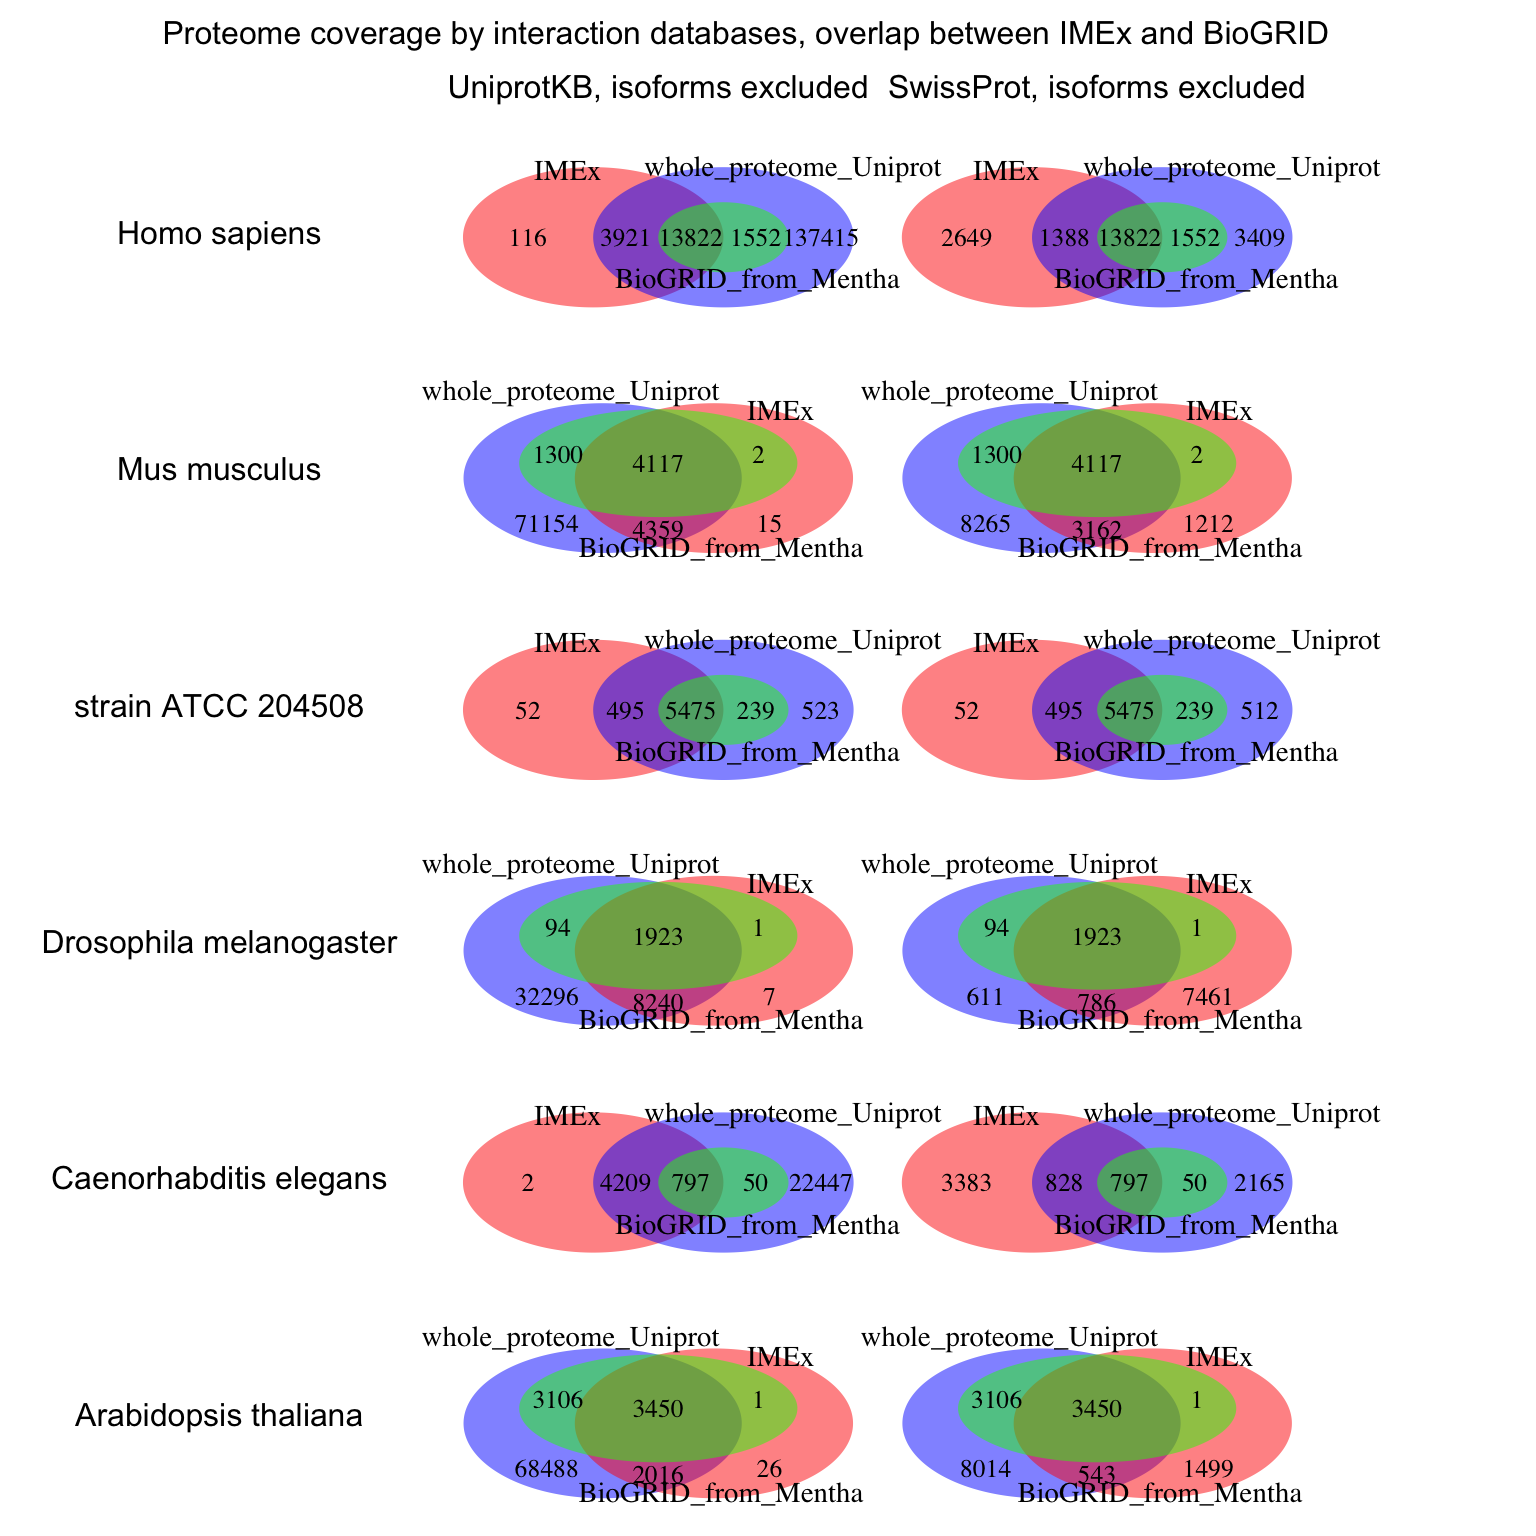 Proteome coverage by interaction databases, overlap between IMEx and BioGRID
UniprotKB, isoforms excluded SwissProt, isoforms excluded
IMEx whole_proteome_Uniprot IMEx whole_proteome_Uniprot
Homo sapiens 116 3921 13822 1552 137415 2649 1388 13822 1552 3409
BioGRID_from_Mentha BioGRID_from_Mentha
whole_proteome_Uniprot whole_proteome_Uniprot
IMEx IMEx
1300 4117 2 1300 4117 2
Mus musculus
71154 4359 15 8265 3162 1212
BioGRID_from_Mentha BioGRID_from_Mentha
IMEx whole_proteome_Uniprot IMEx whole_proteome_Uniprot
strain ATCC 204508 52 495 5475 239 523 52 495 5475 239 512
BioGRID_from_Mentha BioGRID_from_Mentha
whole_proteome_Uniprot whole_proteome_Uniprot
IMEx IMEx
94 1923 1 94 1923 1
Drosophila melanogaster
32296 8240 7 611 786 7461
BioGRID_from_Mentha BioGRID_from_Mentha
IMEx whole_proteome_Uniprot IMEx whole_proteome_Uniprot
Caenorhabditis elegans 2 4209 797 50 22447 3383 828 797 50 2165
BioGRID_from_Mentha BioGRID_from_Mentha
whole_proteome_Uniprot whole_proteome_Uniprot
IMEx IMEx
3106 3450 1 3106 3450 1
Arabidopsis thaliana
68488 2016 26 8014 543 1499
BioGRID_from_Mentha BioGRID_from_Mentha